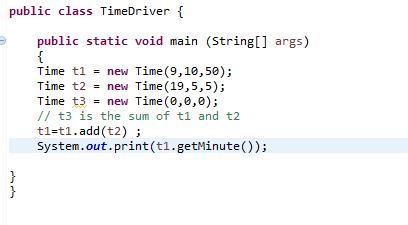 public class TimeDriver {
public static void main (String[] args)
{
Time t1 = new Time(9,10,50);
Time t2 = new Time(19,5,5);
Time t3 = new Time(0,0,0);
// t3 is the sum of t1 and t2
t1=t1.add(t2) ;
System.out.print(t1.getMinute());
}
}